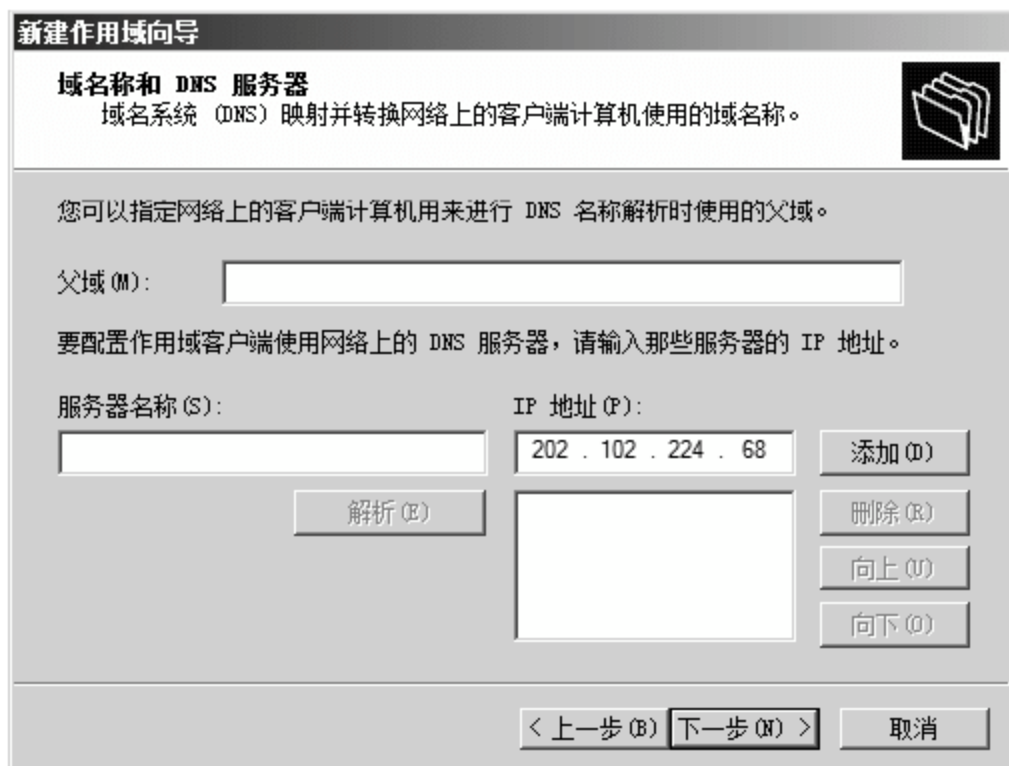 新建作用域向导
域名称和 DNS 服务器
域名系统 (DNS) 映射并转换网络上的客户端计算机使用的域名称。
您可以指定网络上的客户端计算机用来进行 DNS 名称解析时使用的父域。
父域(M):
要配置作用域客户端使用网络上的 DNS 服务器，请输入那些服务器的 IP 地址。
服务器名称(S): IP 地址(P):
202 . 102 . 224 . 68 添加(D)
解析(E) 删除(R)
向上(U)
向下(O)
< 上一步(B) 下一步(N) > 取消